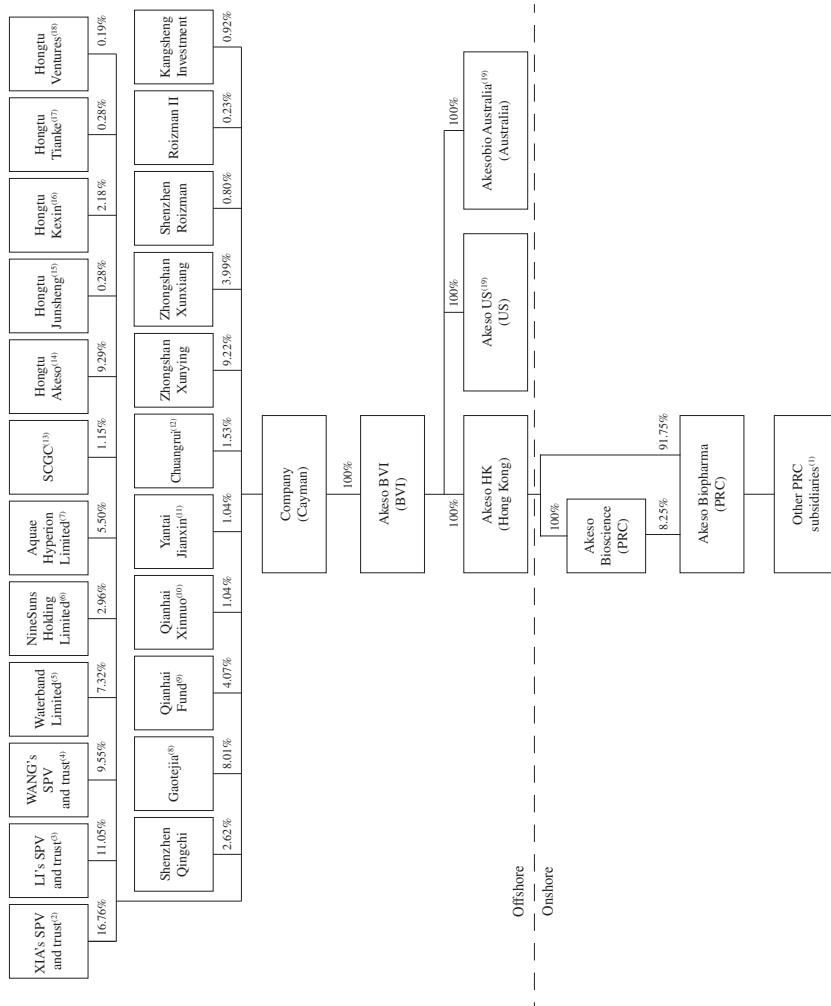 XIA's SPV
and trust(2)
16.76%
LI's SPV
and trust(3)
11.05%
WANG's
SPV
and trust(4)
9.55%
Waterband
Limited(5)
7.32%
NineSuns
Holding
Limited(6)
2.96%
Aquae
Hyperion
Limited(7)
5.50%
SCGC(13)
1.15%
Hongtu
Akeso(14)
9.29%
Hongtu
Junsheng(15)
0.28%
Hongtu
Kexin(16)
2.18%
Hongtu
Tianke(17)
0.28%
Hongtu
Ventures(18)
0.19%
Shenzhen
Qingchi
2.62%
Gaotejia(8)
8.01%
Qianhai
Fund(9)
4.07%
Qianhai
Xinnuo(10)
1.04%
Yantai
Jianxin(11)
1.04%
Chuangrui(12)
1.53%
Zhongshan
Xunying
9.22%
Zhongshan
Xunxiang
3.99%
Shenzhen
Roizman
0.80%
Roizman II
0.23%
Kangsheng
Investment
0.92%
Company
(Cayman)
100%
Akeso BVI
(BVI)
100%
100%
100%
Akeso HK
(Hong Kong)
Akeso US(19)
(US)
Akesobio Australia(19)
(Australia)
Offshore
Onshore
100%
Akeso
Bioscience
(PRC)
8.25%
91.75%
Akeso Biopharma
(PRC)
Other PRC
subsidiaries(1)